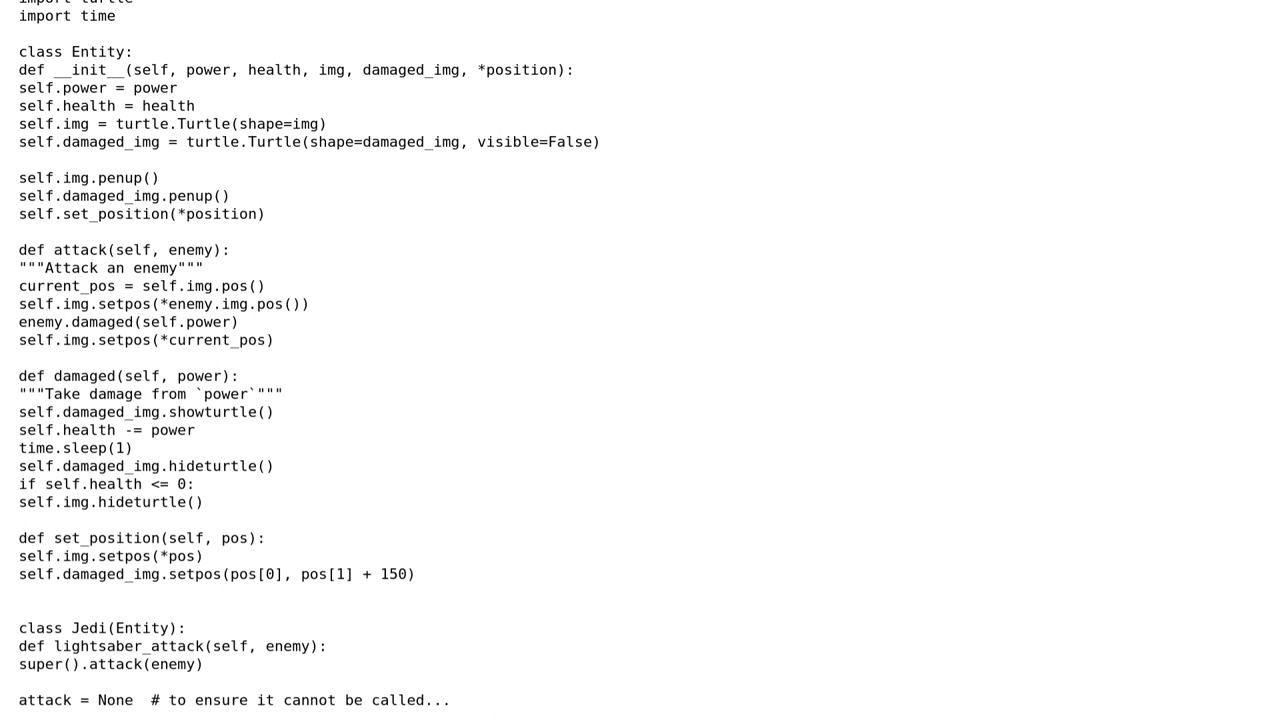 import turtle
import time
class Entity:
def __init__(self, power, health, img, damaged_img, *position):
self.power = power
self.health = health
self.img = turtle.Turtle(shape=img)
self.damaged_img = turtle.Turtle(shape=damaged_img, visible=False)
self.img.penup()
self.damaged_img.penup()
self.set_position(*position)
def attack(self, enemy):
"""Attack an enemy"""
current_pos = self.img.pos()
self.img.setpos(*enemy.img.pos())
enemy.damaged(self.power)
self.img.setpos(*current_pos)
def damaged(self, power):
"""Take damage from `power`"""
self.damaged_img.showturtle()
self.health -= power
time.sleep(1)
self.damaged_img.hideturtle()
if self.health <= 0:
self.img.hideturtle()
def set_position(self, pos):
self.img.setpos(*pos)
self.damaged_img.setpos(pos[0], pos[1] + 150)
class Jedi(Entity):
def lightsaber_attack(self, enemy):
super().attack(enemy)
attack = None  # to ensure it cannot be called...